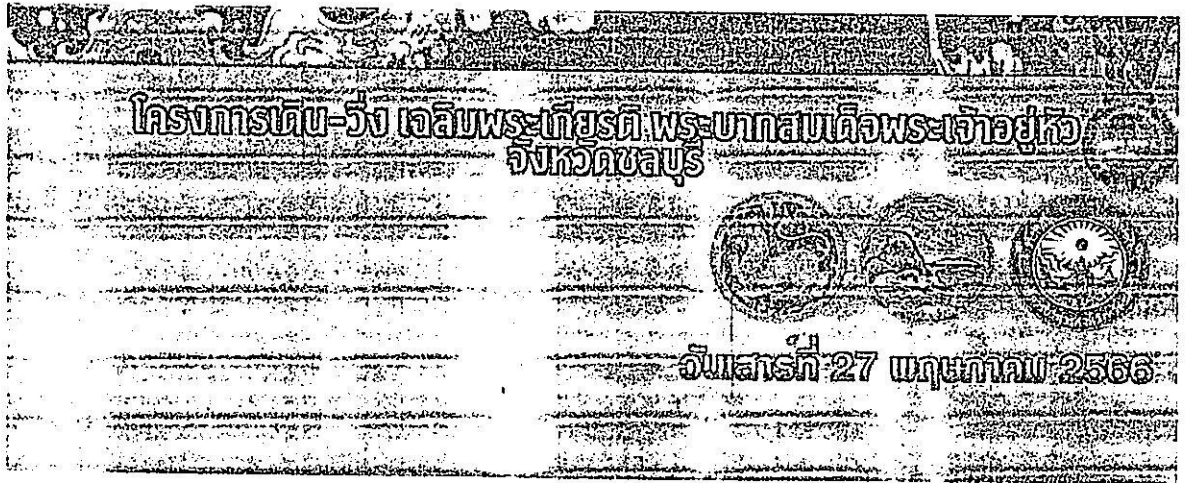 โครงการเดิน-วิ่ง เฉลิมพระเกียรติ พระบาทสมเด็จพระเจ้าอยู่หัว
จังหวัดชลบุรี
วันเสาร์ที่ 27 พฤษภาคม 2566